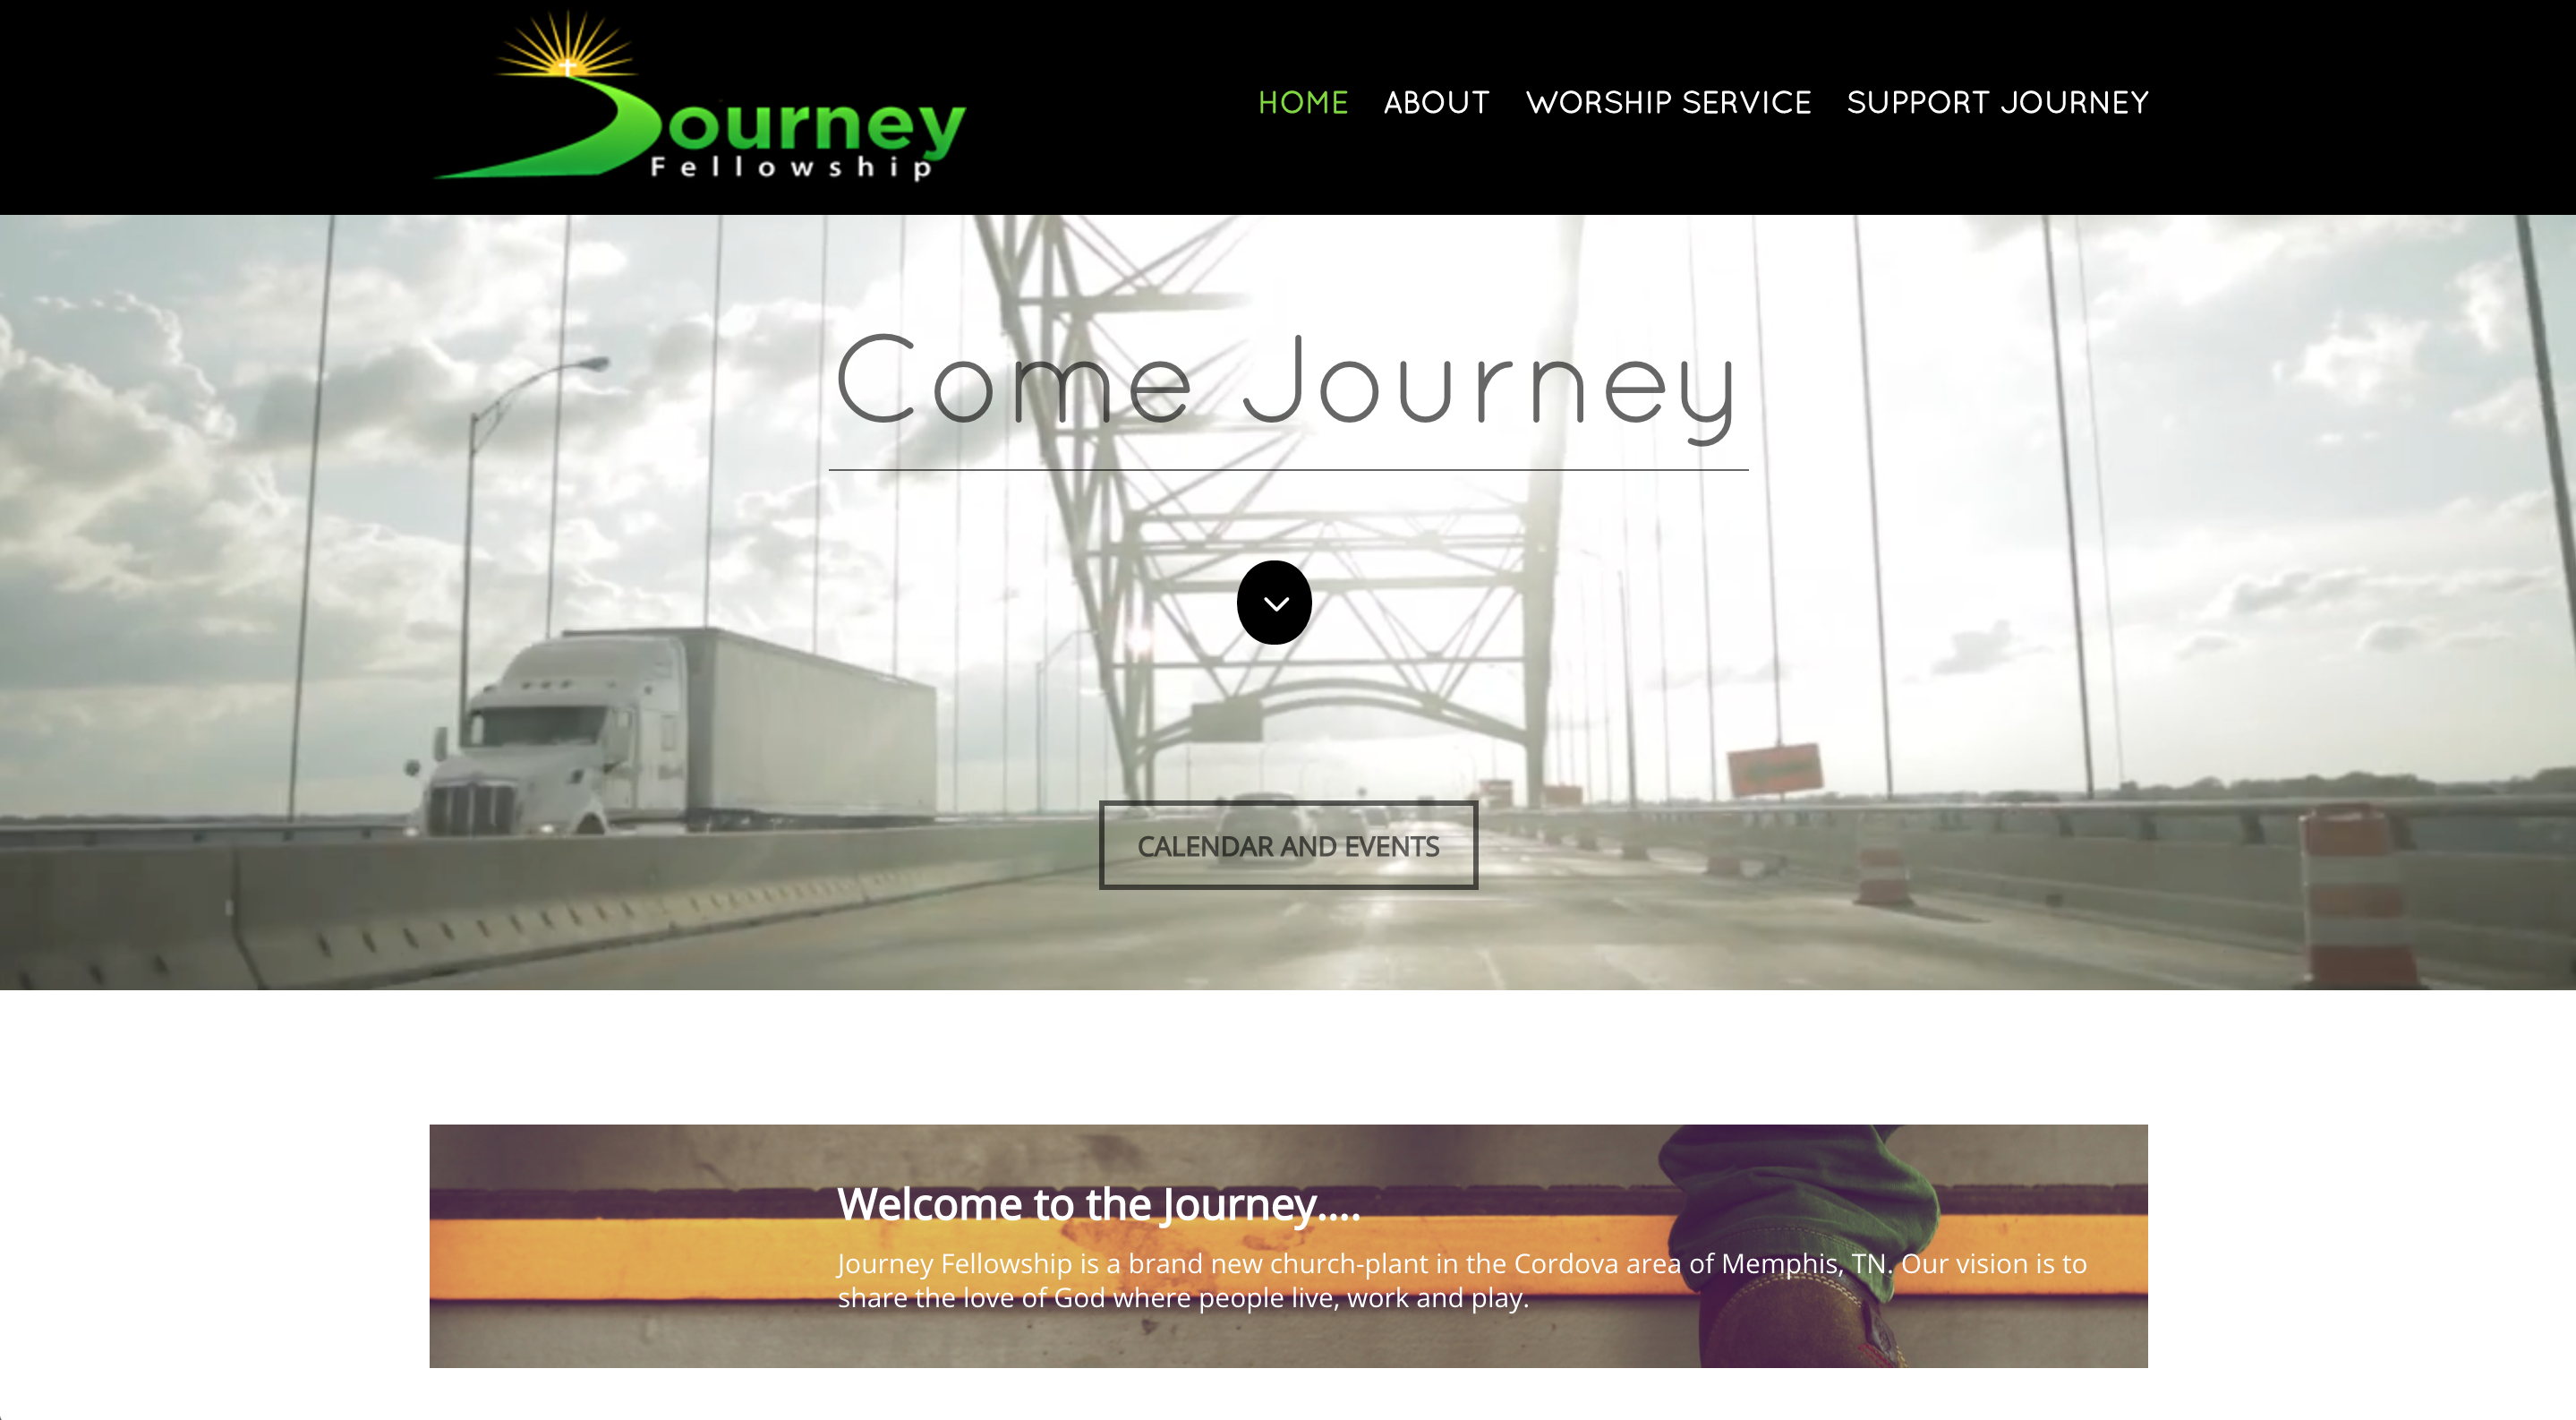 Journey
Fellowship
HOME ABOUT WORSHIP SERVICE SUPPORT JOURNEY
Come Journey
CALENDAR AND EVENTS
Welcome to the Journey....
Journey Fellowship is a brand new church-plant in the Cordova area of Memphis, TN. Our vision is to
share the love of God where people live, work and play.